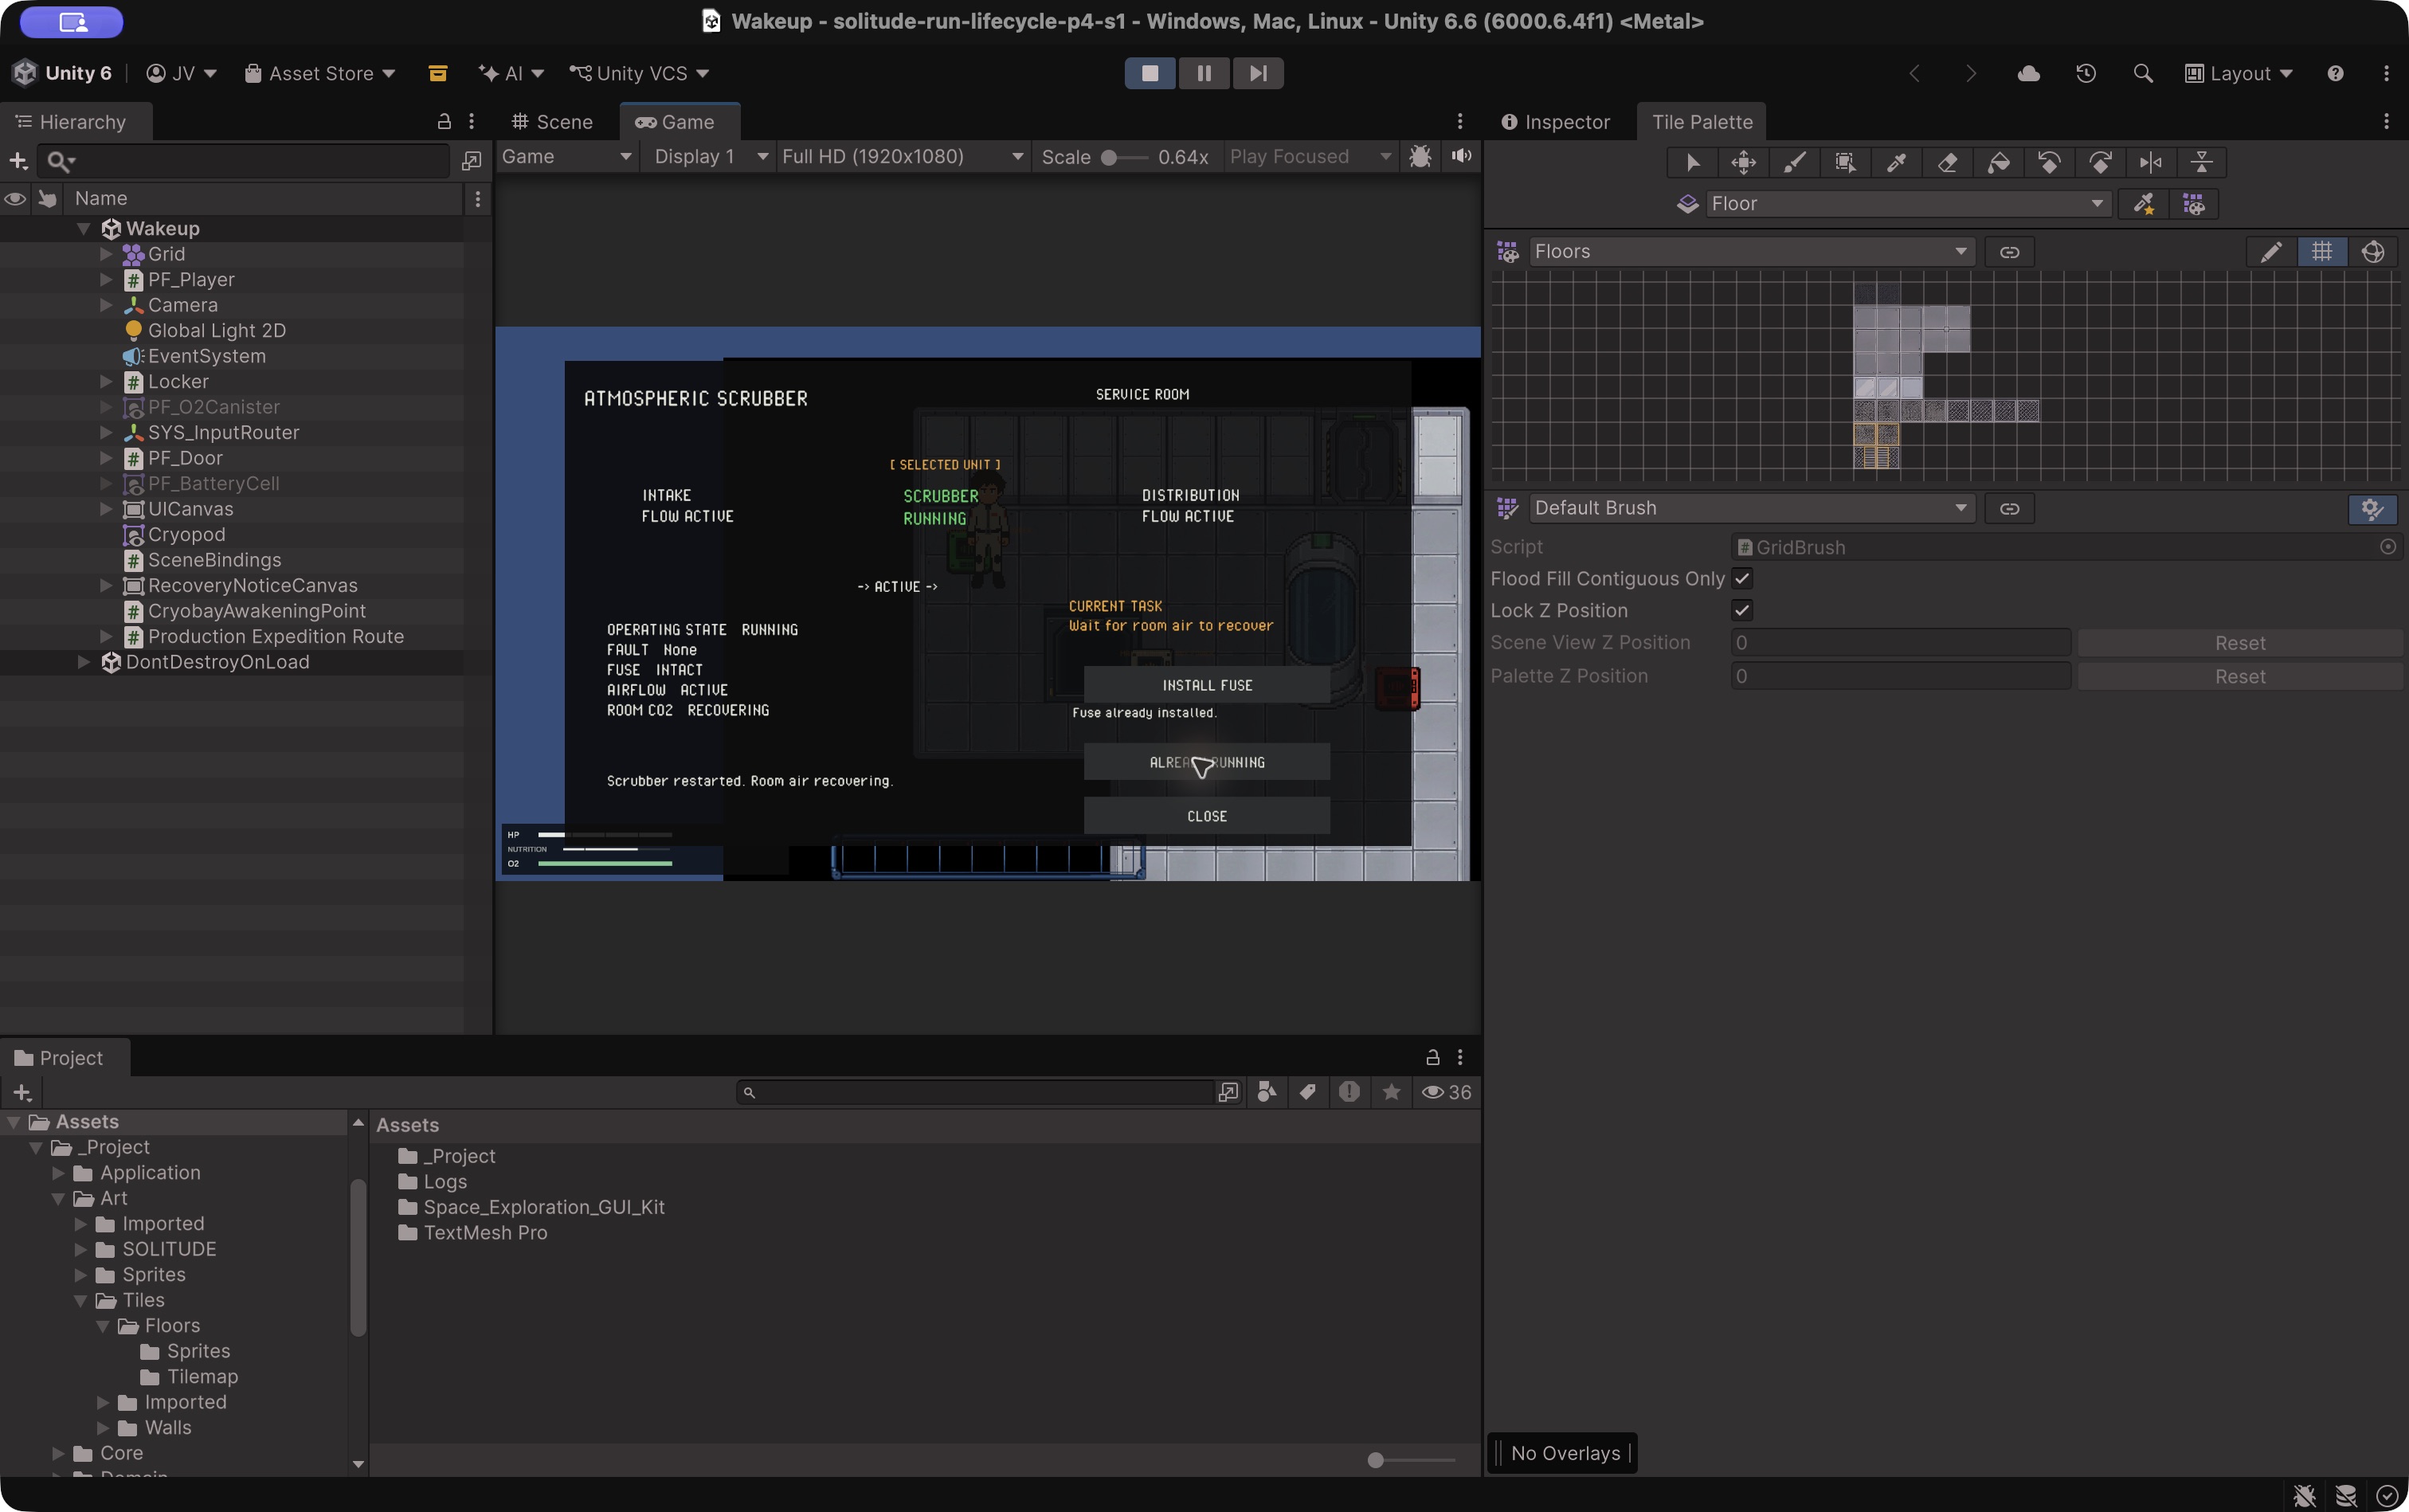 Wakeup - solitude-run-lifecycle-p4-s1 - Windows, Mac, Linux - Unity 6.6 (6000.6.4f1) <Metal>
Unity 6
JV
Asset Store
AI
Unity VCS
Layout
Hierarchy
Name
Wakeup
Grid
PF_Player
Camera
Global Light 2D
EventSystem
Locker
PF_O2Canister
SYS_InputRouter
PF_Door
PF_BatteryCell
UICanvas
Cryopod
SceneBindings
RecoveryNoticeCanvas
CryobayAwakeningPoint
Production Expedition Route
DontDestroyOnLoad
Scene
Game
Game
Display 1
Full HD (1920x1080)
Scale
0.64x
Play Focused
ATMOSPHERIC SCRUBBER
SERVICE ROOM
[ SELECTED UNIT ]
INTAKE
FLOW ACTIVE
SCRUBBER
RUNNING
DISTRIBUTION
FLOW ACTIVE
-> ACTIVE ->
CURRENT TASK
Wait for room air to recover
OPERATING STATE RUNNING
FAULT None
FUSE INTACT
AIRFLOW ACTIVE
ROOM CO2 RECOVERING
INSTALL FUSE
Fuse already installed.
RUNNING
Scrubber restarted. Room air recovering.
CLOSE
HP
NUTRITION
O2
Inspector
Tile Palette
Floor
Floors
Default Brush
Script
GridBrush
Flood Fill Contiguous Only
Lock Z Position
Scene View Z Position
0
Reset
Palette Z Position
0
Reset
No Overlays
Project
36
Assets
_Project
Application
Art
Imported
SOLITUDE
Sprites
Tiles
Floors
Sprites
Tilemap
Imported
Walls
Core
Assets
_Project
Logs
Space_Exploration_GUI_Kit
TextMesh Pro